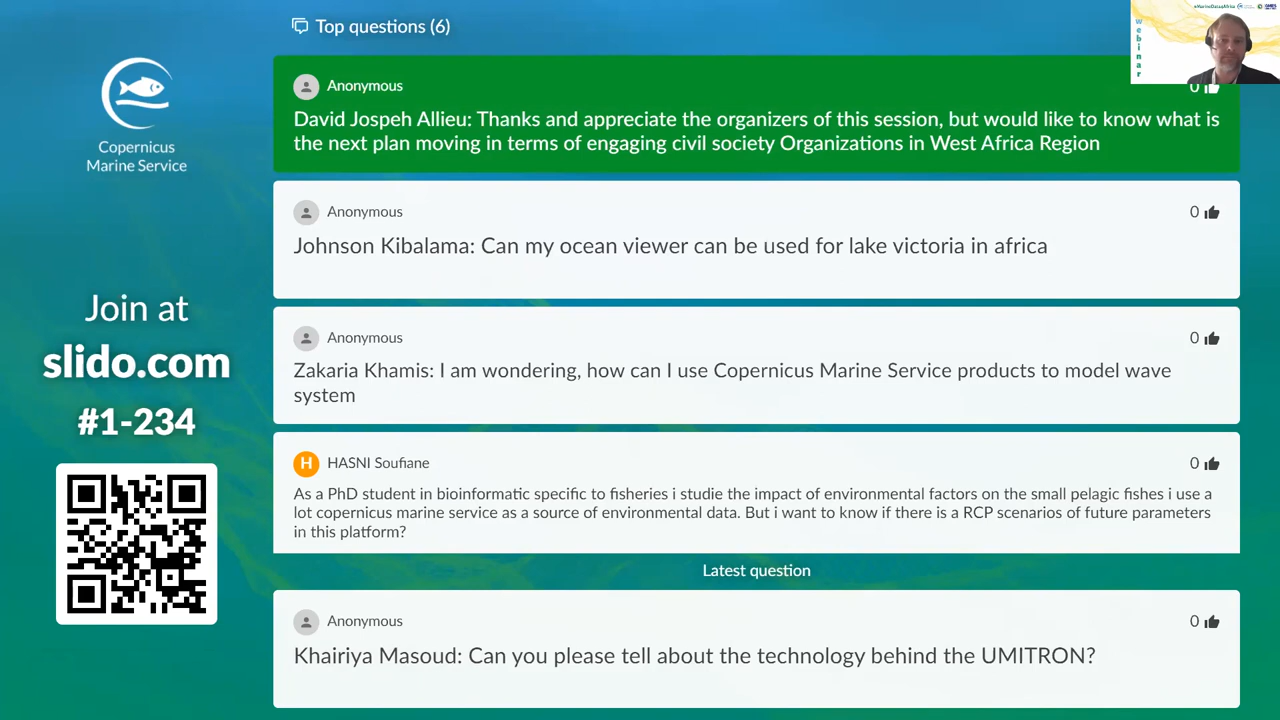 Top questions (6)
Copernicus
Marine Service
Join at
slido.com
#1-234
webinar
Anonymous
0
David Jospeh Allieu: Thanks and appreciate the organizers of this session, but would like to know what is
the next plan moving in terms of engaging civil society Organizations in West Africa Region
Anonymous
0
Johnson Kibalama: Can my ocean viewer can be used for lake victoria in africa
Anonymous
0
Zakaria Khamis: I am wondering, how can I use Copernicus Marine Service products to model wave
system
H
HASNI Soufiane
0
As a PhD student in bioinformatic specific to fisheries i studie the impact of environmental factors on the small pelagic fishes i use a
lot copernicus marine service as a source of environmental data. But i want to know if there is a RCP scenarios of future parameters
in this platform?
Latest question
Anonymous
0
Khairiya Masoud: Can you please tell about the technology behind the UMITRON?